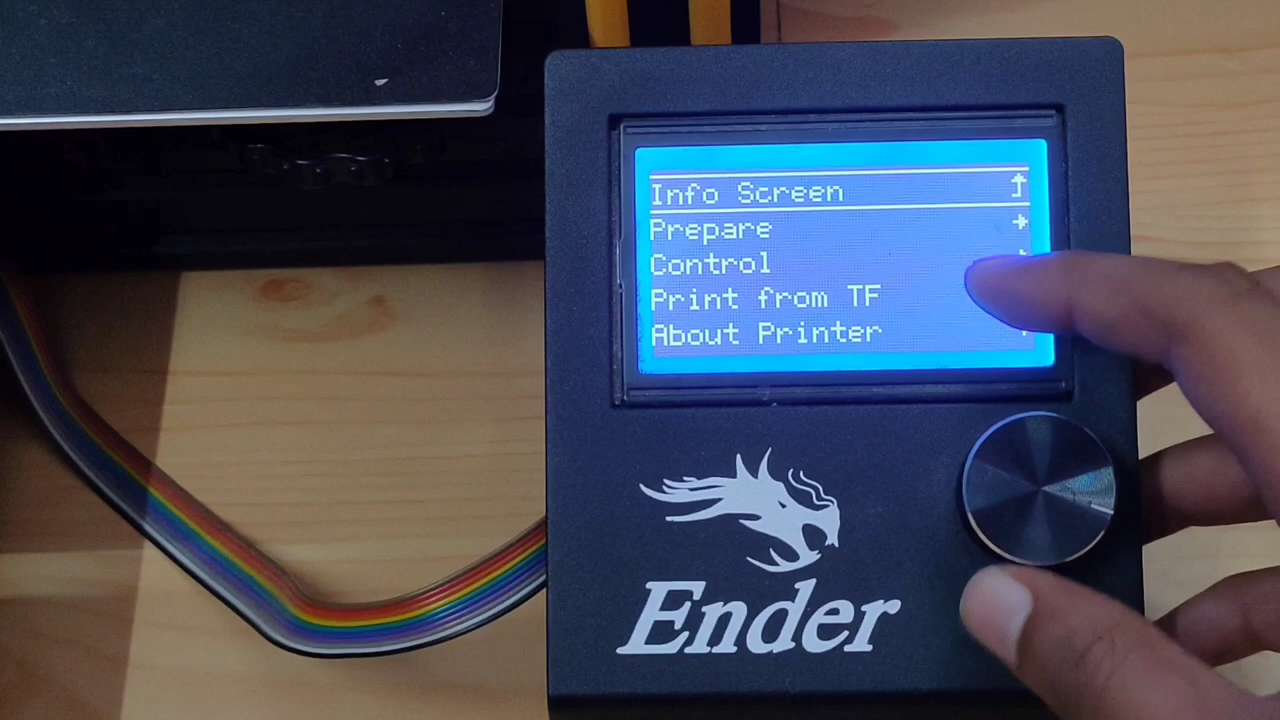 Info Screen
Prepare
Control
Print from TF
About Printer
Ender